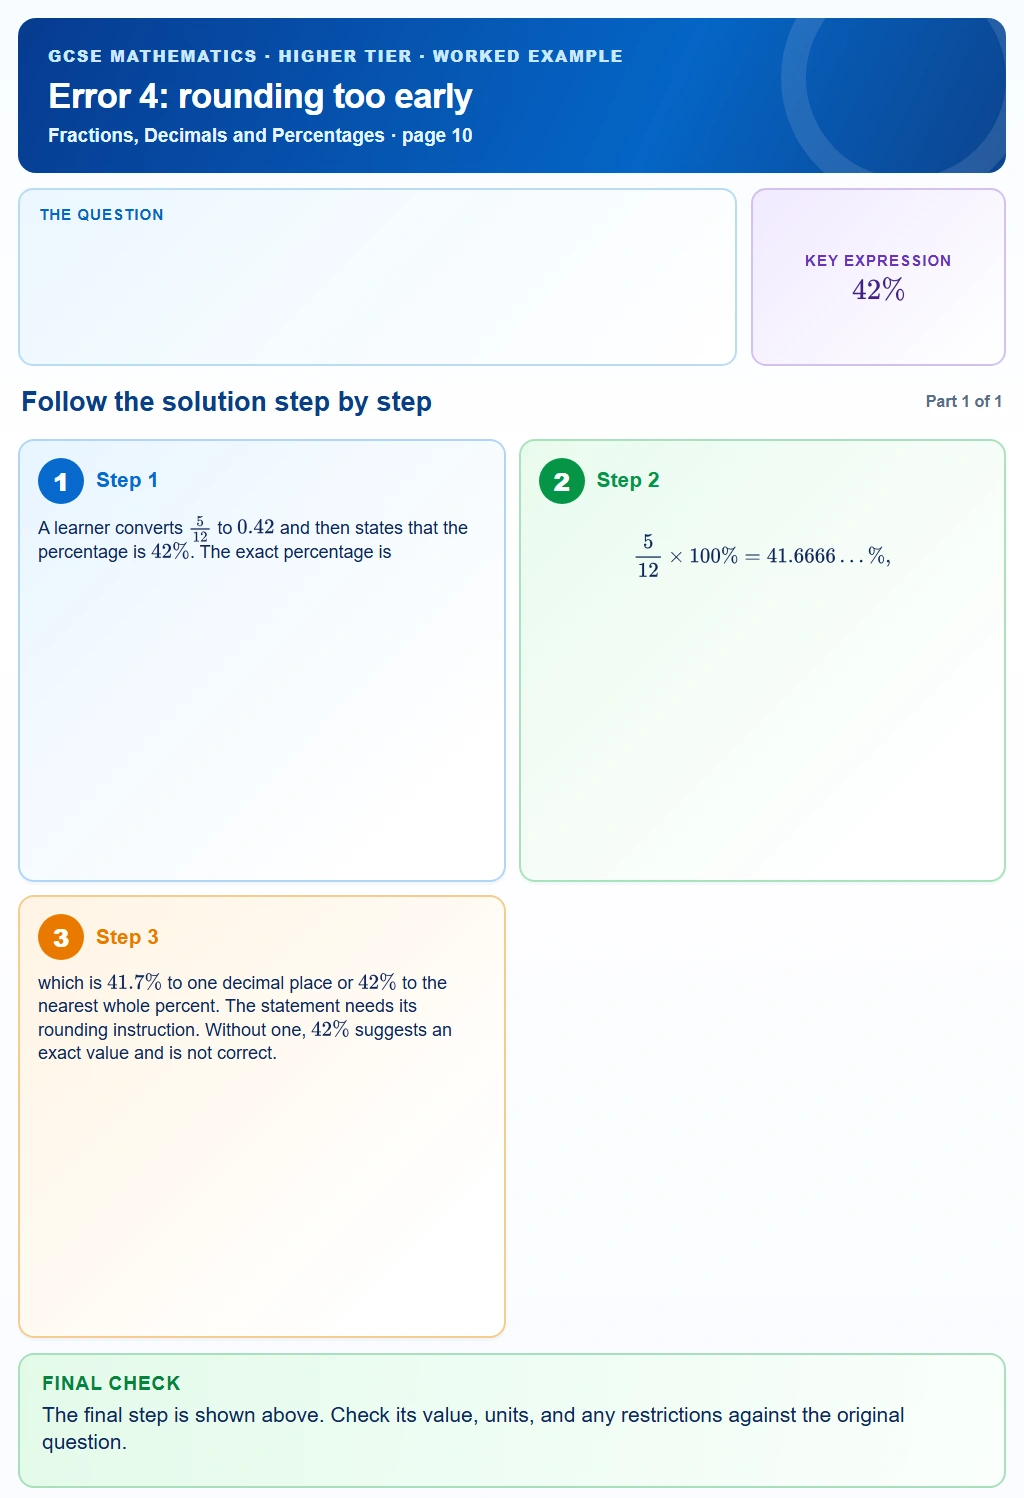 GCSE MATHEMATICS · HIGHER TIER · WORKED EXAMPLE
Error 4: rounding too early
Fractions, Decimals and Percentages · page 10
THE QUESTION
KEY EXPRESSION
42%
Follow the solution step by step
Part 1 of 1
1 Step 1
A learner converts 5/12 to 0.42 and then states that the
percentage is 42%. The exact percentage is
2 Step 2
5/12 × 100% = 41.6666 . . . %,
3 Step 3
which is 41.7% to one decimal place or 42% to the
nearest whole percent. The statement needs its
rounding instruction. Without one, 42% suggests an
exact value and is not correct.
FINAL CHECK
The final step is shown above. Check its value, units, and any restrictions against the original
question.